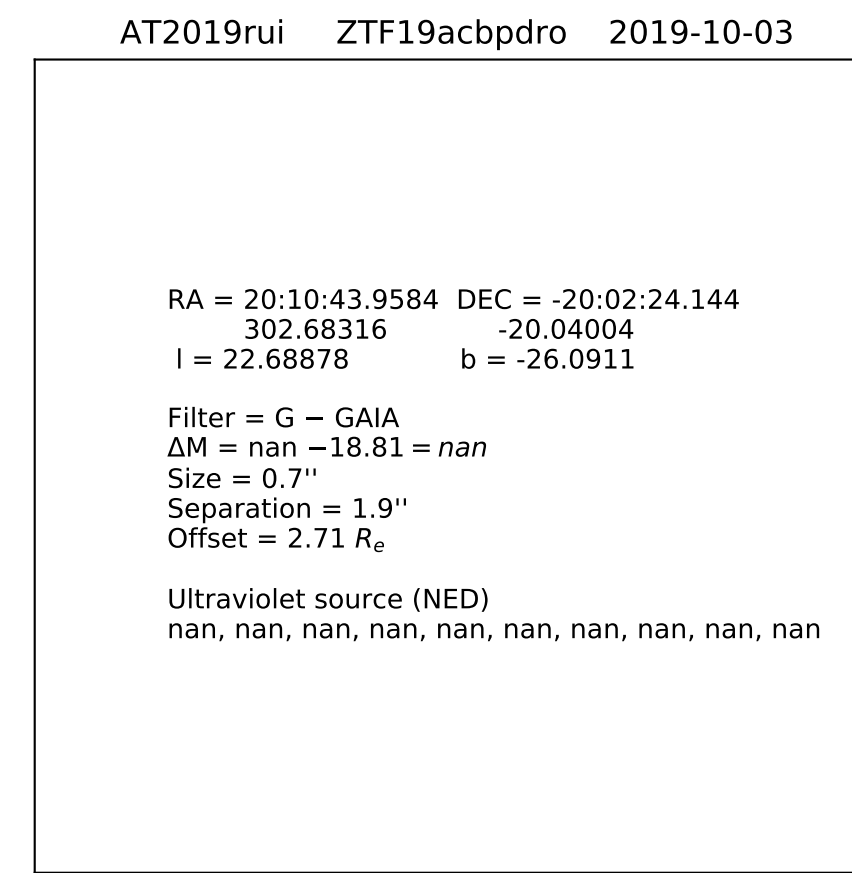 AT2019rui ZTF19acbpdro 2019-10-03
RA = 20:10:43.9584 DEC = -20:02:24.144
302.68316 -20.04004
l = 22.68878 b = -26.0911
Filter = G − GAIA
ΔM = nan −18.81 = nan
Size = 0.7''
Separation = 1.9''
Offset = 2.71 Re
Ultraviolet source (NED)
nan, nan, nan, nan, nan, nan, nan, nan, nan, nan